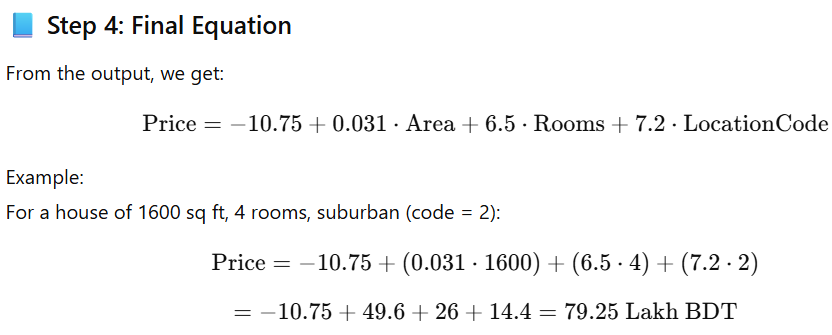 📘 Step 4: Final Equation
From the output, we get:
Price = −10.75 + 0.031 · Area + 6.5 · Rooms + 7.2 · LocationCode
Example:
For a house of 1600 sq ft, 4 rooms, suburban (code = 2):
Price = −10.75 + (0.031 · 1600) + (6.5 · 4) + (7.2 · 2)
= −10.75 + 49.6 + 26 + 14.4 = 79.25 Lakh BDT